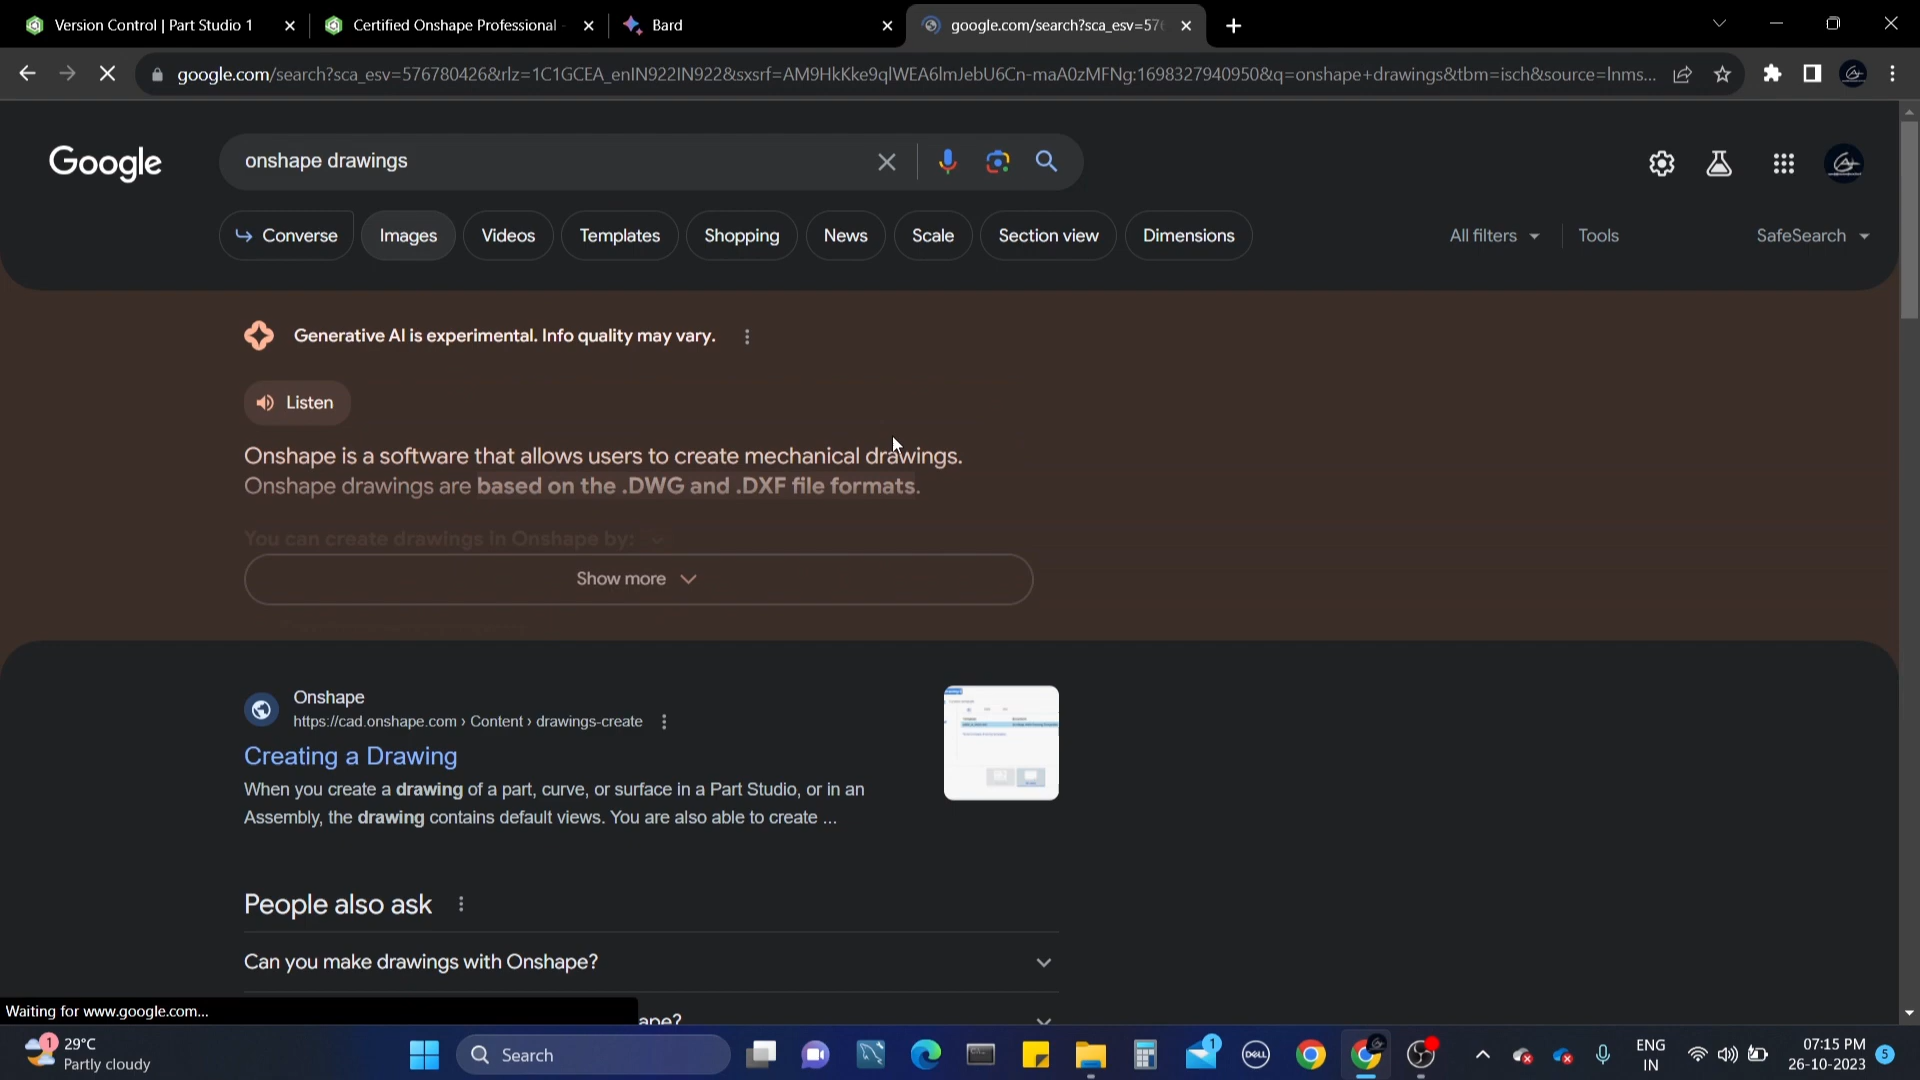 Version Control | Part Studio 1
Certified Onshape Professional
Bard
google.com/search?sca_esv=576
google.com/search?sca_esv=576780426&rlz=1C1GCEA_enIN922IN922&sxsrf=AM9HkKke9qlWEA6lmJebU6Cn-maA0zMFNg:1698327940950&q=onshape+drawings&tbm=isch&source=lnms...
Google
onshape drawings
Converse
Images
Videos
Templates
Shopping
News
Scale
Section view
Dimensions
All filters
Tools
SafeSearch
Generative AI is experimental. Info quality may vary.
Listen
Onshape is a software that allows users to create mechanical drawings.
Onshape drawings are based on the .DWG and .DXF file formats.
You can create drawings in Onshape by:
Show more
Onshape
https://cad.onshape.com › Content › drawings-create
Creating a Drawing
When you create a drawing of a part, curve, or surface in a Part Studio, or in an
Assembly, the drawing contains default views. You are also able to create ...
People also ask
Can you make drawings with Onshape?
Waiting for www.google.com...
1
29°C
Partly cloudy
Search
1
DELL
ENG
IN
07:15 PM
26-10-2023
5